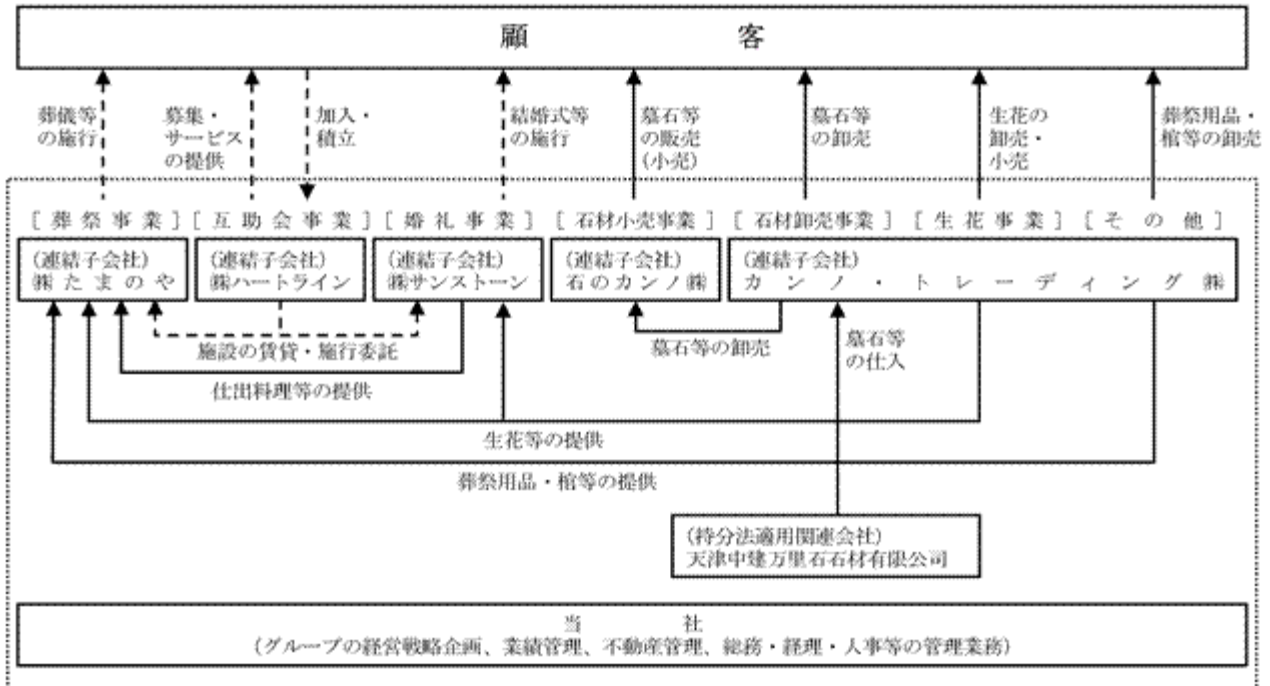 顧 客
葬儀等
の施行
募集・
サービス
の提供
加入・
積立
結婚式等
の施行
墓石等
の販売
(小売)
墓石等
の卸売
生花の
卸売・
小売
葬祭用品・
棺等の卸売
[葬祭事業] [互助会事業] [婚礼事業] [石材小売事業] [石材卸売事業] [生花事業] [その他]
(連結子会社)
㈱たまのや
(連結子会社)
㈱ハートライン
(連結子会社)
㈱サンストーン
(連結子会社)
石のカンノ㈱
(連結子会社)
カンノ・トレーディング㈱
施設の賃貸・施行委託
墓石等の卸売
墓石等
の仕入
仕出料理等の提供
生花等の提供
葬祭用品・棺等の提供
(持分法適用関連会社)
天津中建万里石石材有限公司
当 社
(グループの経営戦略企画、業績管理、不動産管理、総務・経理・人事等の管理業務)